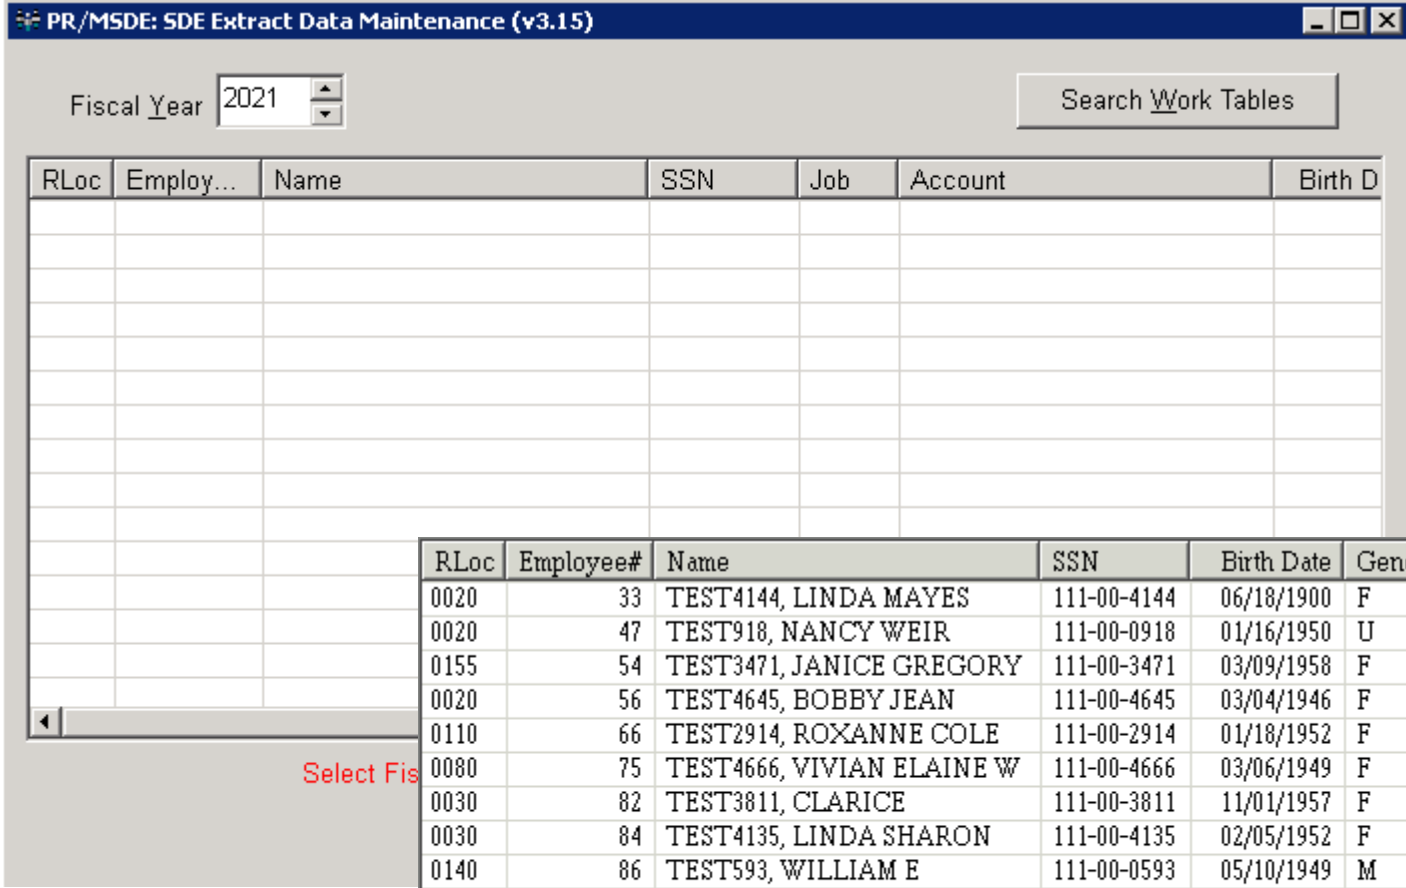 PR/MSDE: SDE Extract Data Maintenance (v3.15)
Fiscal Year 2021 Search Work Tables
RLoc Employ... Name SSN Job Account Birth D
RLoc Employee# Name SSN Birth Date Gen
0020 33 TEST4144, LINDA MAYES 111-00-4144 06/18/1900 F
0020 47 TEST918, NANCY WEIR 111-00-0918 01/16/1950 U
0155 54 TEST3471, JANICE GREGORY 111-00-3471 03/09/1958 F
0020 56 TEST4645, BOBBY JEAN 111-00-4645 03/04/1946 F
0110 66 TEST2914, ROXANNE COLE 111-00-2914 01/18/1952 F
Select Fis
0080 75 TEST4666, VIVIAN ELAINE W 111-00-4666 03/06/1949 F
0030 82 TEST3811, CLARICE 111-00-3811 11/01/1957 F
0030 84 TEST4135, LINDA SHARON 111-00-4135 02/05/1952 F
0140 86 TEST593, WILLIAM E 111-00-0593 05/10/1949 M